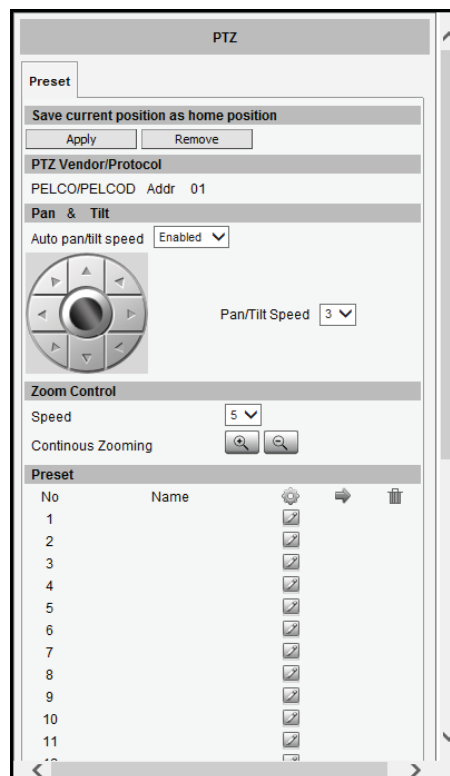 PTZ
Preset
Save current position as home position
Apply Remove
PTZ Vendor/Protocol
PELCO/PELCOD Addr 01
Pan & Tilt
Auto pan/tilt speed Enabled
Pan/Tilt Speed 3
Zoom Control
Speed 5
Continous Zooming
Preset
No Name
1
2
3
4
5
6
7
8
9
10
11